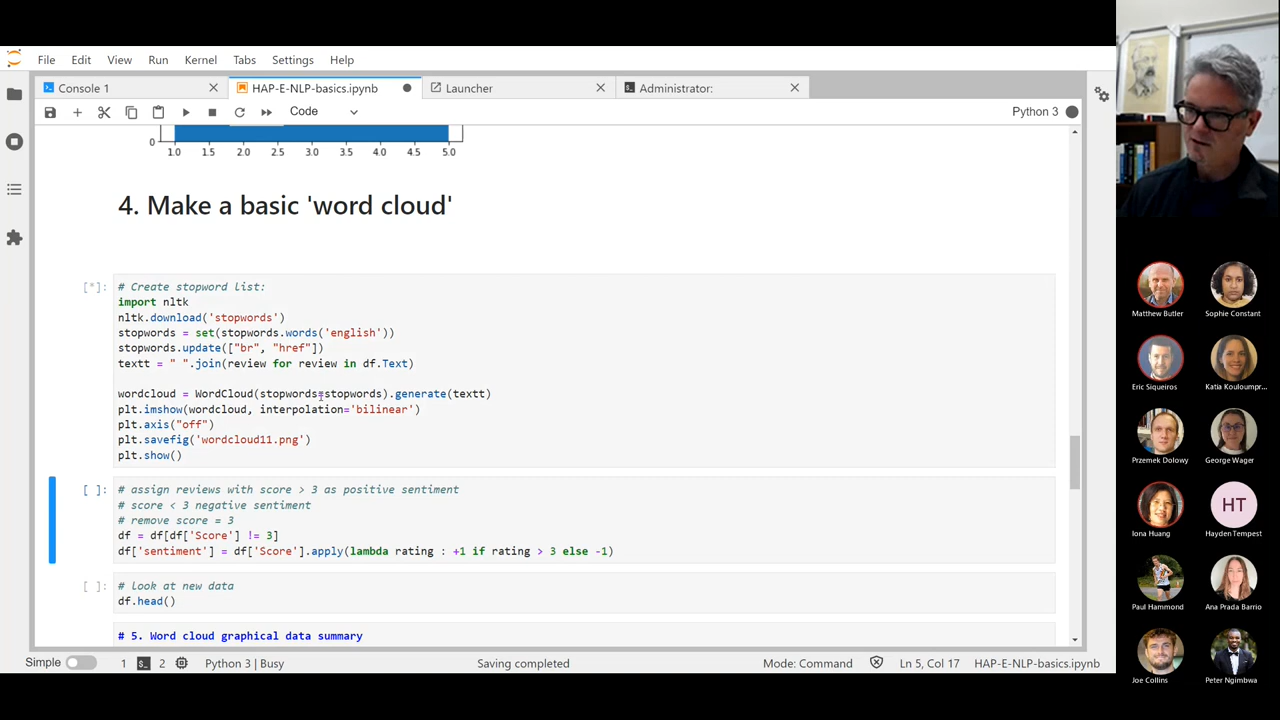 File Edit View Run Kernel Tabs Settings Help
Console 1
HAP-E-NLP-basics.ipynb
Launcher
Administrator:
Code
Python 3
0
1.0 1.5 2.0 2.5 3.0 3.5 4.0 4.5 5.0
4. Make a basic 'word cloud'
[*]:
# Create stopword list:
import nltk
nltk.download('stopwords')
stopwords = set(stopwords.words('english'))
stopwords.update(["br", "href"])
textt = " ".join(review for review in df.Text)
wordcloud = WordCloud(stopwords=stopwords).generate(textt)
plt.imshow(wordcloud, interpolation='bilinear')
plt.axis("off")
plt.savefig('wordcloud11.png')
plt.show()
[ ]:
# assign reviews with score > 3 as positive sentiment
# score < 3 negative sentiment
# remove score = 3
df = df[df['Score'] != 3]
df['sentiment'] = df['Score'].apply(lambda rating : +1 if rating > 3 else -1)
[ ]:
# look at new data
df.head()
# 5. Word cloud graphical data summary
Simple 1 2 Python 3 | Busy Saving completed Mode: Command Ln 5, Col 17 HAP-E-NLP-basics.ipynb
Matthew Butler
Sophie Constant
Eric Siqueiros
Katia Kouloumpr...
Przemek Dolowy
George Wager
Iona Huang
HT
Hayden Tempest
Paul Hammond
Ana Prada Barrio
Joe Collins
Peter Ngimbwa